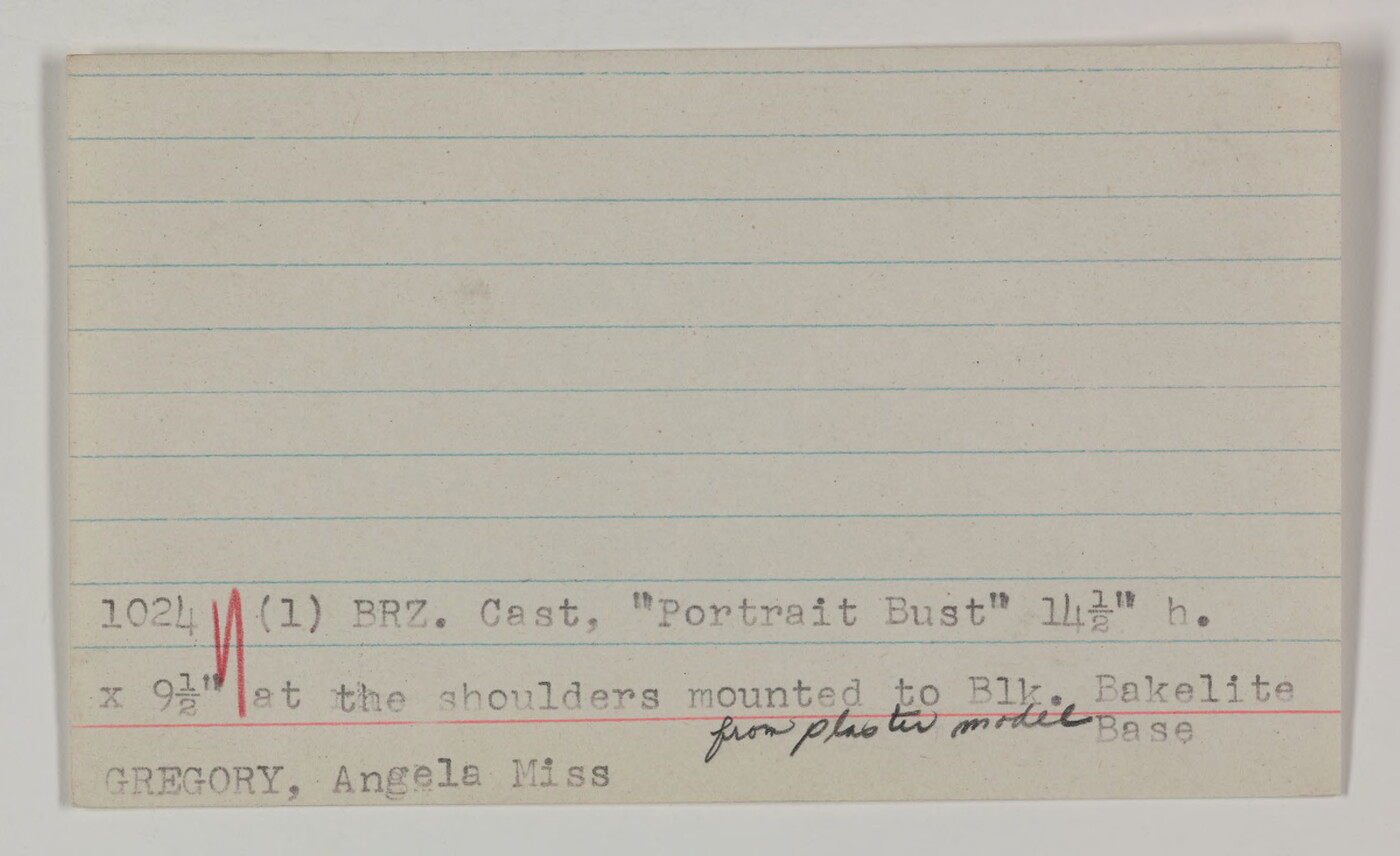 1024 (1) BRZ. Cast, "Portrait Bust" 14½" h.
x 9½" at the shoulders mounted to Blk. Bakelite
from plaster model Base
GREGORY, Angela Miss